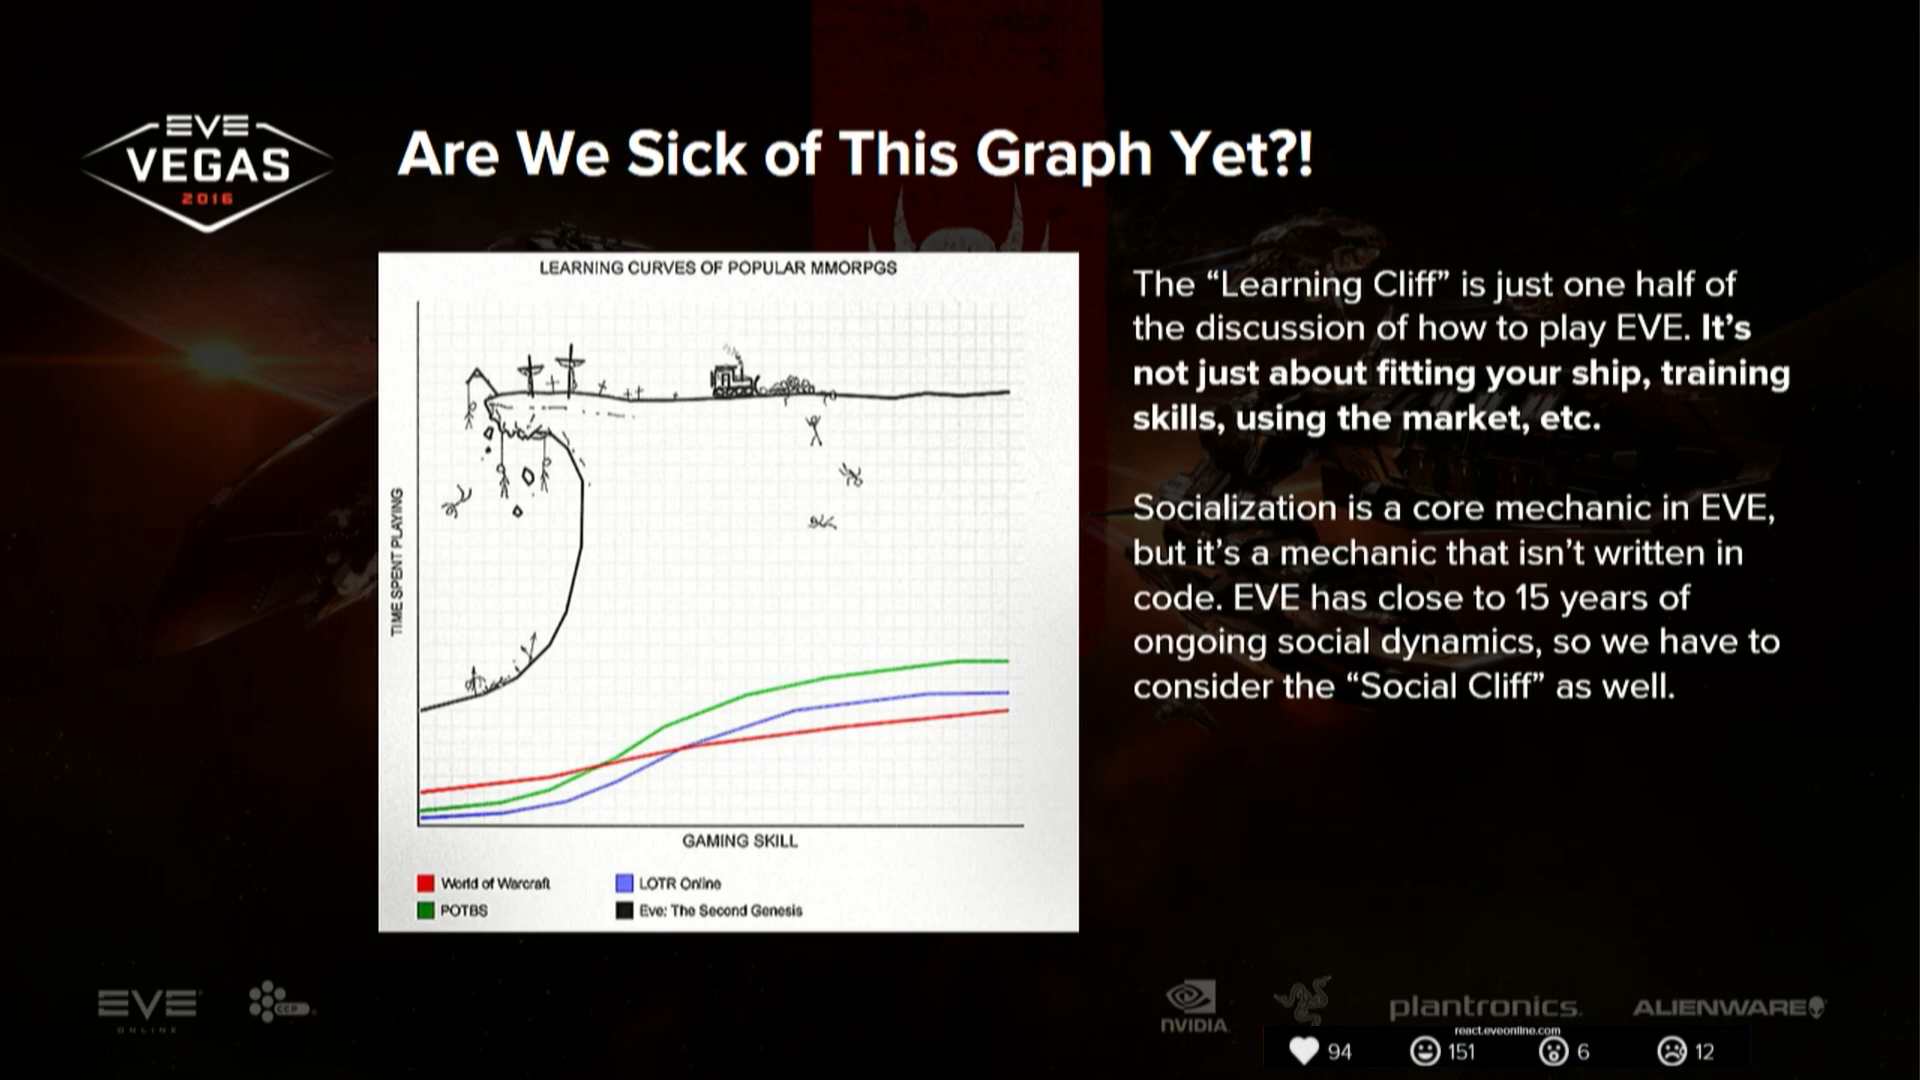 EVE
VEGAS
2016
Are We Sick of This Graph Yet?!
LEARNING CURVES OF POPULAR MMORPGS
TIME SPENT PLAYING
GAMING SKILL
World of Warcraft
LOTR Online
POTBS
Eve: The Second Genesis
The “Learning Cliff” is just one half of
the discussion of how to play EVE. It’s
not just about fitting your ship, training
skills, using the market, etc.
Socialization is a core mechanic in EVE,
but it’s a mechanic that isn’t written in
code. EVE has close to 15 years of
ongoing social dynamics, so we have to
consider the “Social Cliff” as well.
EVE
ONLINE
CCP
NVIDIA.
plantronics.
ALIENWARE
react.eveonline.com
94
151
6
12